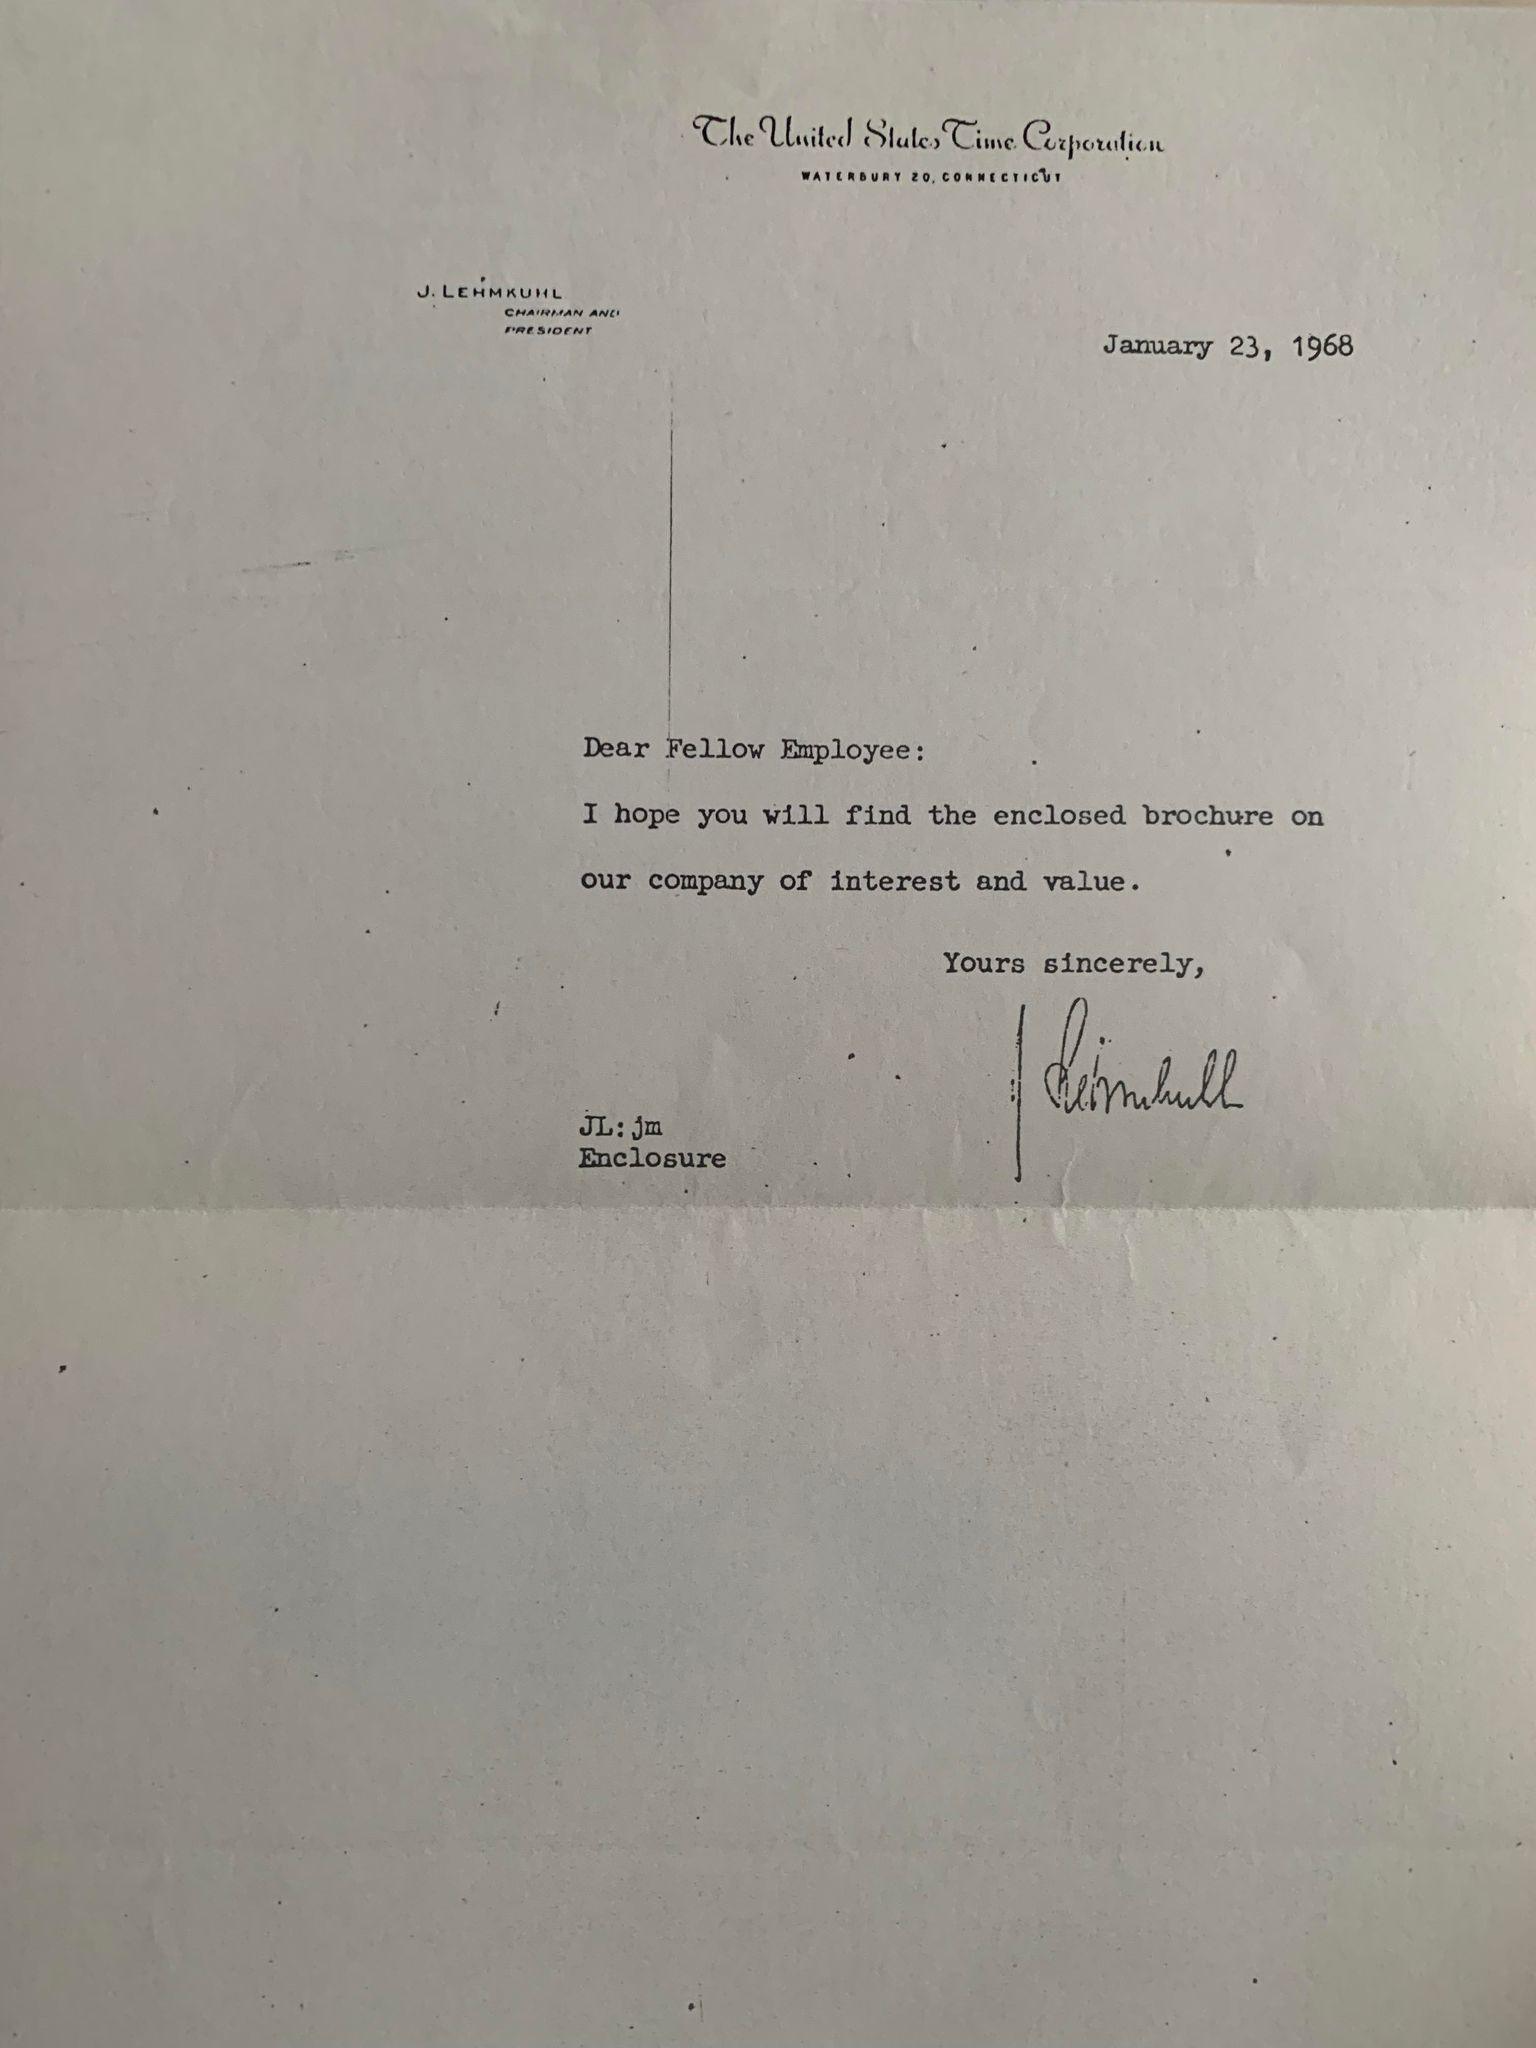 The United States Time Corporation
WATERBURY 20, CONNECTICUT
J. LEHMKUHL
CHAIRMAN AND
PRESIDENT
January 23, 1968
Dear Fellow Employee:
I hope you will find the enclosed brochure on
our company of interest and value.
Yours sincerely,
J Lehmkuhl
JL:jm
Enclosure